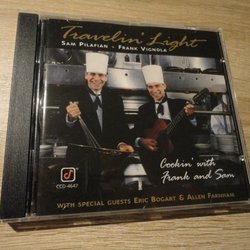 Travelin' Light
SAM PILAFIAN - FRANK VIGNOLA
Cookin' with
Frank and Sam
CCD-4647
WITH SPECIAL GUESTS ERIC BOGART & ALLEN FARNHAM